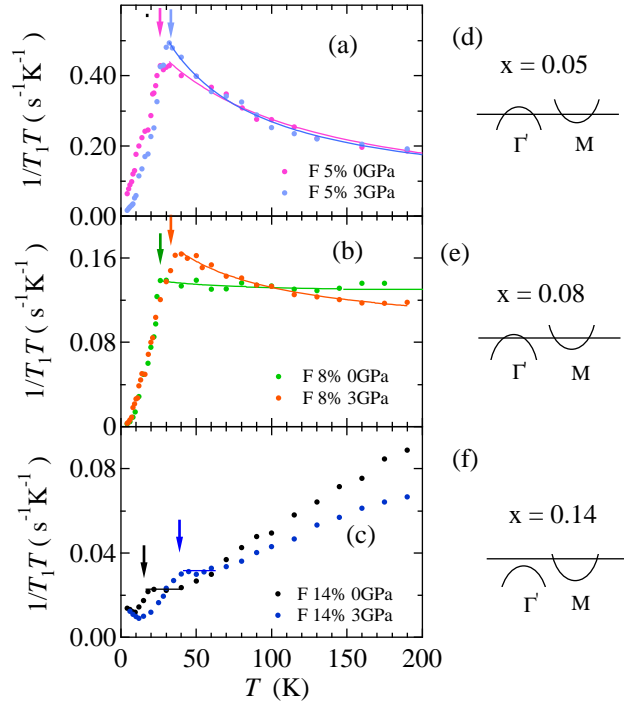 (a)
0.40
0.20
0.00
1/T₁T ( s⁻¹K⁻¹)
F 5% 0GPa
F 5% 3GPa
(b)
0.16
0.08
0
1/T₁T ( s⁻¹K⁻¹)
F 8% 0GPa
F 8% 3GPa
(c)
0.08
0.04
0.00
1/T₁T ( s⁻¹K⁻¹)
F 14% 0GPa
F 14% 3GPa
0 50 100 150 200
T (K)
(d)
x = 0.05
Γ' M
(e)
x = 0.08
Γ' M
(f)
x = 0.14
Γ' M